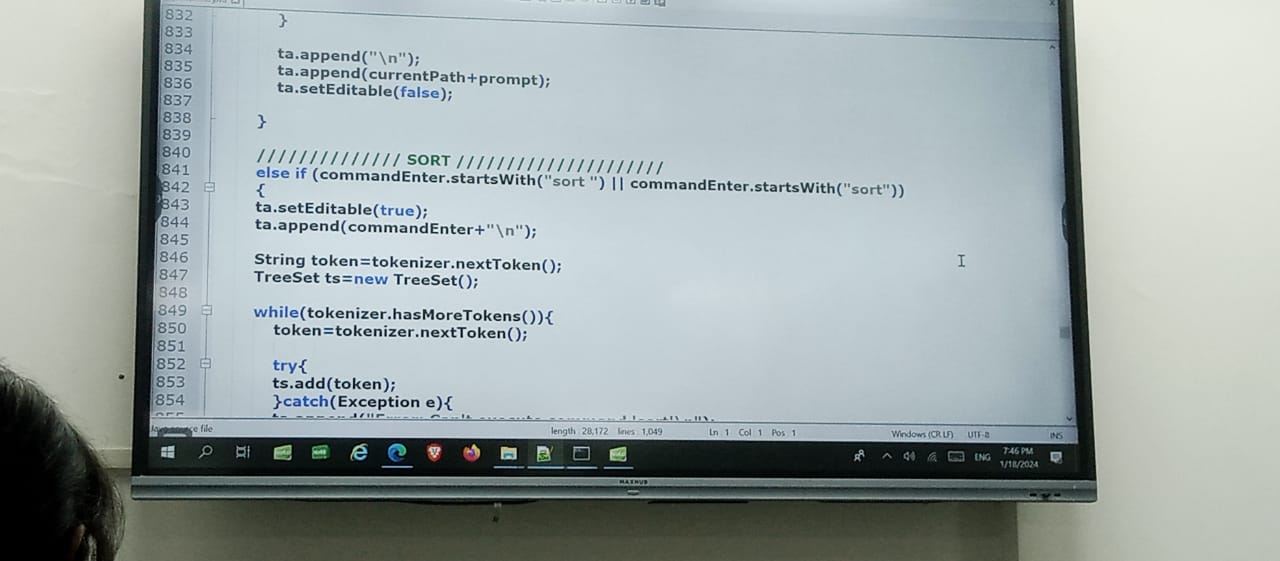 832
}
833
834 ta.append("\n");
835 ta.append(currentPath+prompt);
836 ta.setEditable(false);
837
838 }
839
840 ////////////// SORT /////////////////////
841 else if (commandEnter.startsWith("sort ") || commandEnter.startsWith("sort"))
842 {
843 ta.setEditable(true);
844 ta.append(commandEnter+"\n");
845
846 String token=tokenizer.nextToken();
847 TreeSet ts=new TreeSet();
848
849 while(tokenizer.hasMoreTokens()){
850 token=tokenizer.nextToken();
851
852 try{
853 ts.add(token);
854 }catch(Exception e){
Java source file length : 28,172 lines : 1,049 Ln : 1 Col : 1 Pos : 1 Windows (CR LF) UTF-8 INS
ENG 7:46 PM
1/18/2024
MAXHUB